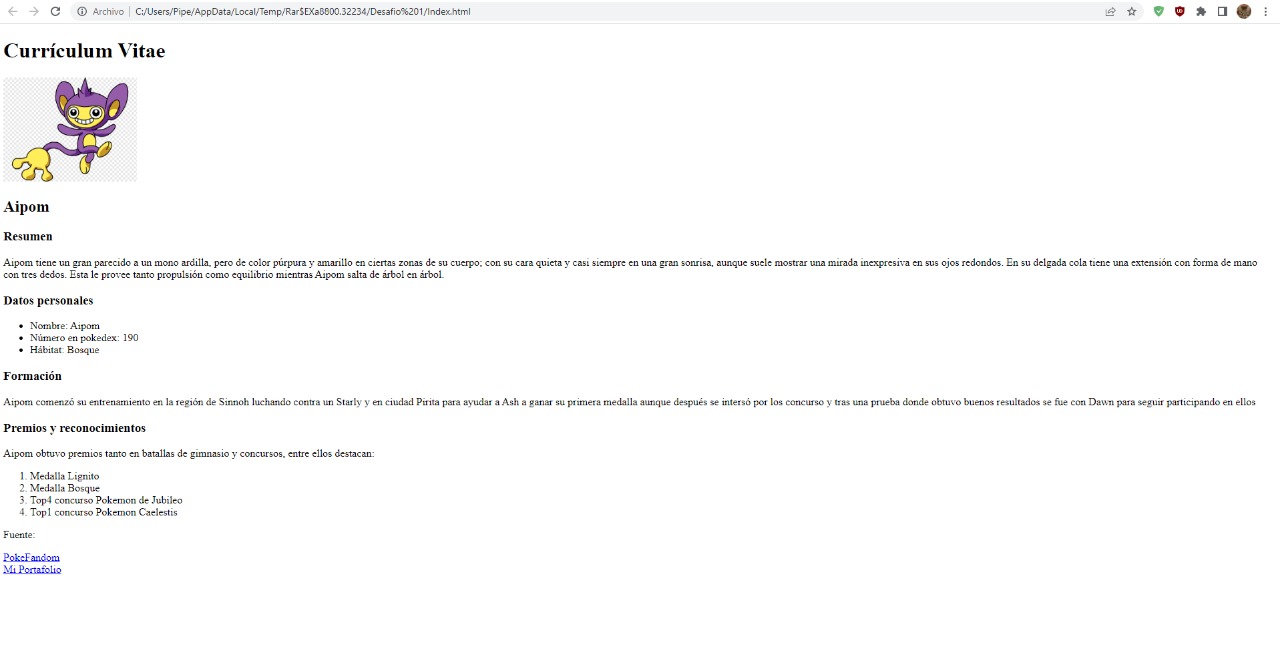 Archivo | C:/Users/Pipe/AppData/Local/Temp/Rar$EXa8800.32234/Desafio%201/Index.html
Currículum Vitae
Aipom
Resumen
Aipom tiene un gran parecido a un mono ardilla, pero de color púrpura y amarillo en ciertas zonas de su cuerpo; con su cara quieta y casi siempre en una gran sonrisa, aunque suele mostrar una mirada inexpresiva en sus ojos redondos. En su delgada cola tiene una extensión con forma de mano
con tres dedos. Esta le provee tanto propulsión como equilibrio mientras Aipom salta de árbol en árbol.
Datos personales
• Nombre: Aipom
• Número en pokedex: 190
• Hábitat: Bosque
Formación
Aipom comenzó su entrenamiento en la región de Sinnoh luchando contra un Starly y en ciudad Pirita para ayudar a Ash a ganar su primera medalla aunque después se intersó por los concurso y tras una prueba donde obtuvo buenos resultados se fue con Dawn para seguir participando en ellos
Premios y reconocimientos
Aipom obtuvo premios tanto en batallas de gimnasio y concursos, entre ellos destacan:
1. Medalla Lignito
2. Medalla Bosque
3. Top4 concurso Pokemon de Jubileo
4. Top1 concurso Pokemon Caelestis
Fuente:
PokeFandom
Mi Portafolio